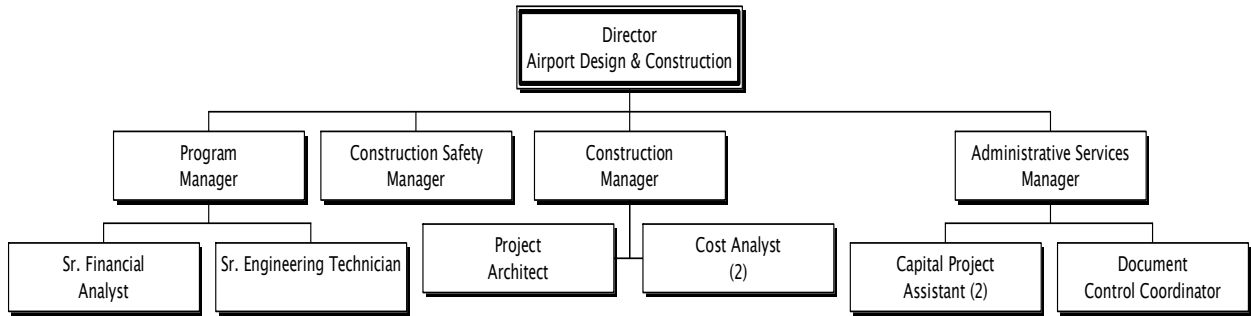 Director
Airport Design & Construction
Program
Manager
Construction Safety
Manager
Construction
Manager
Administrative Services
Manager
Sr. Financial
Analyst
Sr. Engineering Technician
Project
Architect
Cost Analyst
(2)
Capital Project
Assistant (2)
Document
Control Coordinator